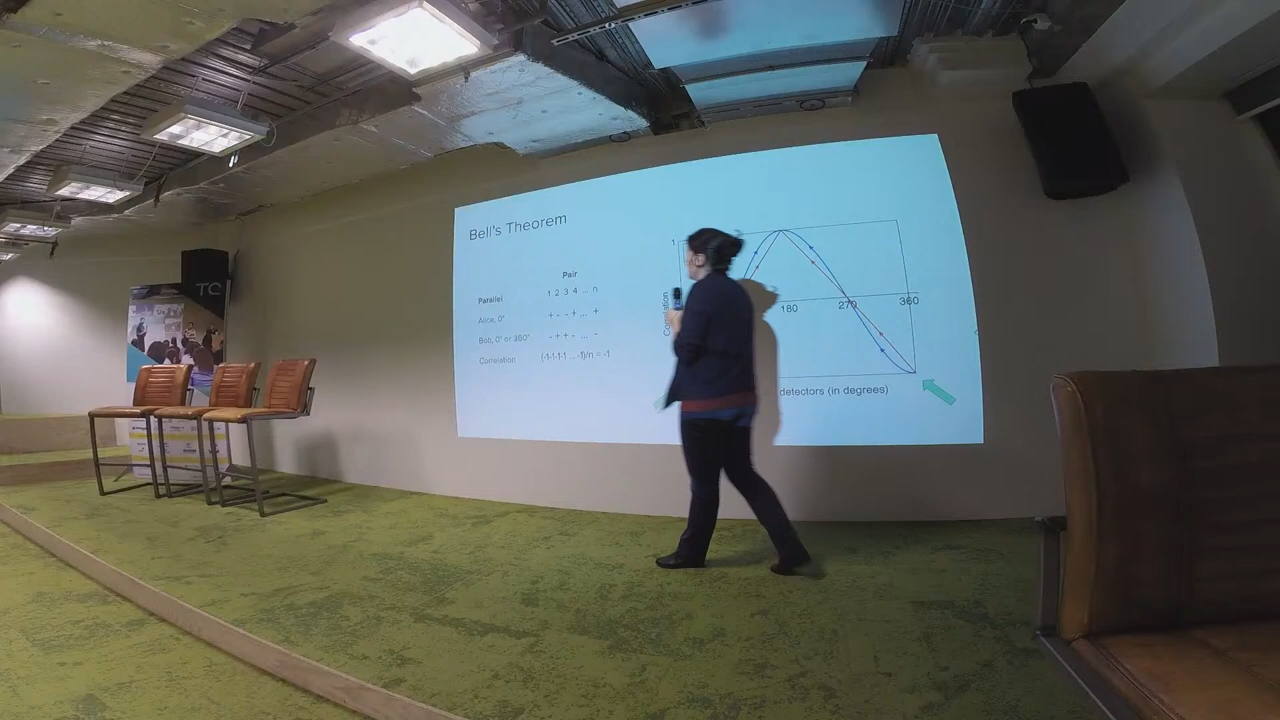 TC
Bell's Theorem
Pair
1 2 3 4 ... n
Parallel
Alice, 0° + - - + ... +
Bob, 0° or 360° - + + - ... -
Correlation (-1-1-1-1 ... -1)/n = -1
1
180
270
360
detectors (in degrees)